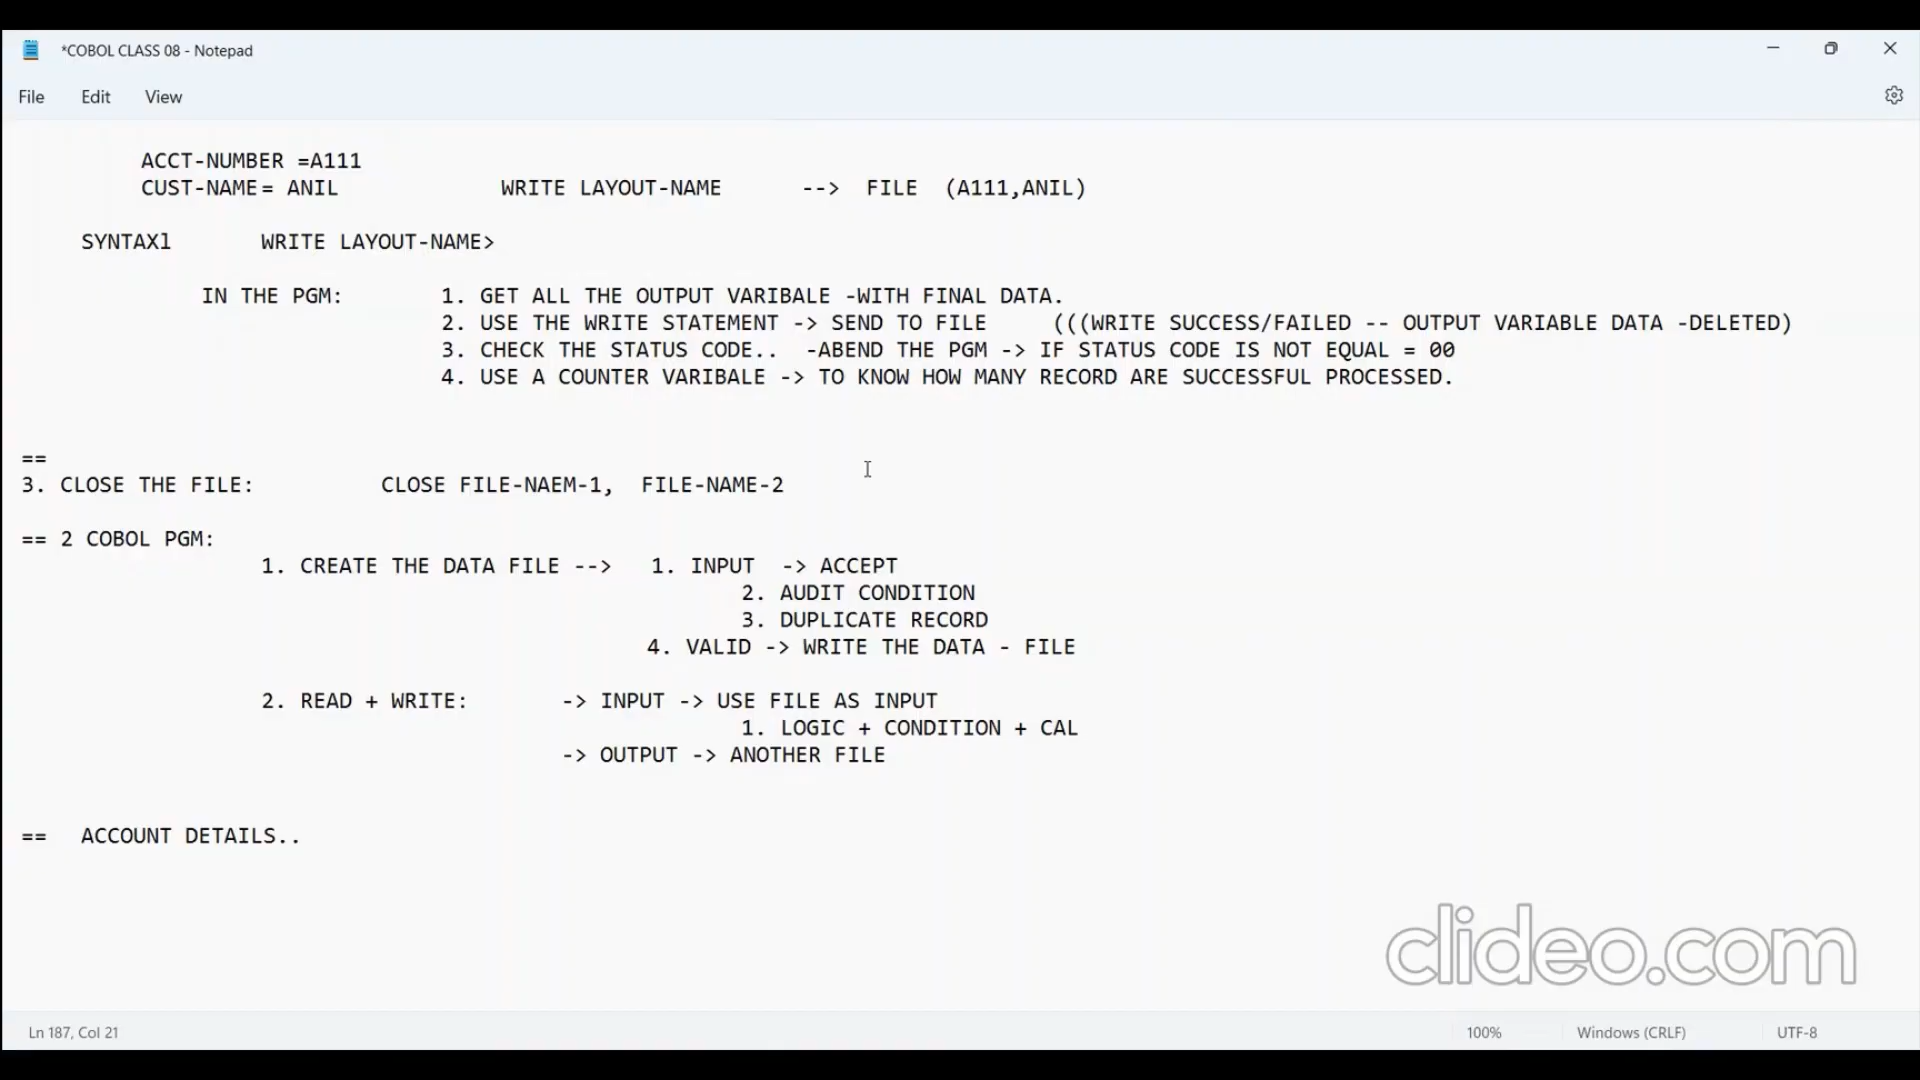 *COBOL CLASS 08 - Notepad
File Edit View
ACCT-NUMBER =A111
CUST-NAME= ANIL WRITE LAYOUT-NAME --> FILE (A111,ANIL)
SYNTAXl WRITE LAYOUT-NAME>
IN THE PGM: 1. GET ALL THE OUTPUT VARIBALE -WITH FINAL DATA.
2. USE THE WRITE STATEMENT -> SEND TO FILE (((WRITE SUCCESS/FAILED -- OUTPUT VARIABLE DATA -DELETED)
3. CHECK THE STATUS CODE.. -ABEND THE PGM -> IF STATUS CODE IS NOT EQUAL = 00
4. USE A COUNTER VARIBALE -> TO KNOW HOW MANY RECORD ARE SUCCESSFUL PROCESSED.
==
3. CLOSE THE FILE: CLOSE FILE-NAEM-1, FILE-NAME-2
== 2 COBOL PGM:
1. CREATE THE DATA FILE --> 1. INPUT -> ACCEPT
2. AUDIT CONDITION
3. DUPLICATE RECORD
4. VALID -> WRITE THE DATA - FILE
2. READ + WRITE: -> INPUT -> USE FILE AS INPUT
1. LOGIC + CONDITION + CAL
-> OUTPUT -> ANOTHER FILE
== ACCOUNT DETAILS..
clideo.com
Ln 187, Col 21 100% Windows (CRLF) UTF-8